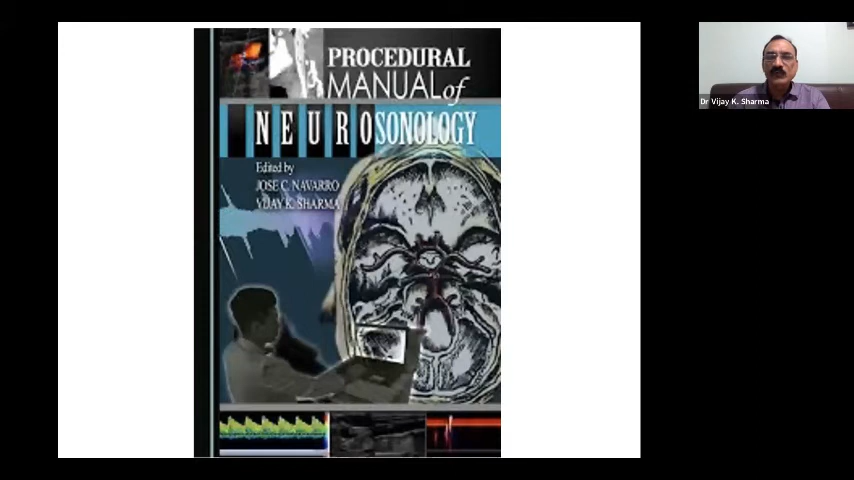 PROCEDURAL
MANUAL of
NEUROSONOLOGY
Edited by
JOSE C. NAVARRO
VIJAY K. SHARMA
Dr Vijay K. Sharma